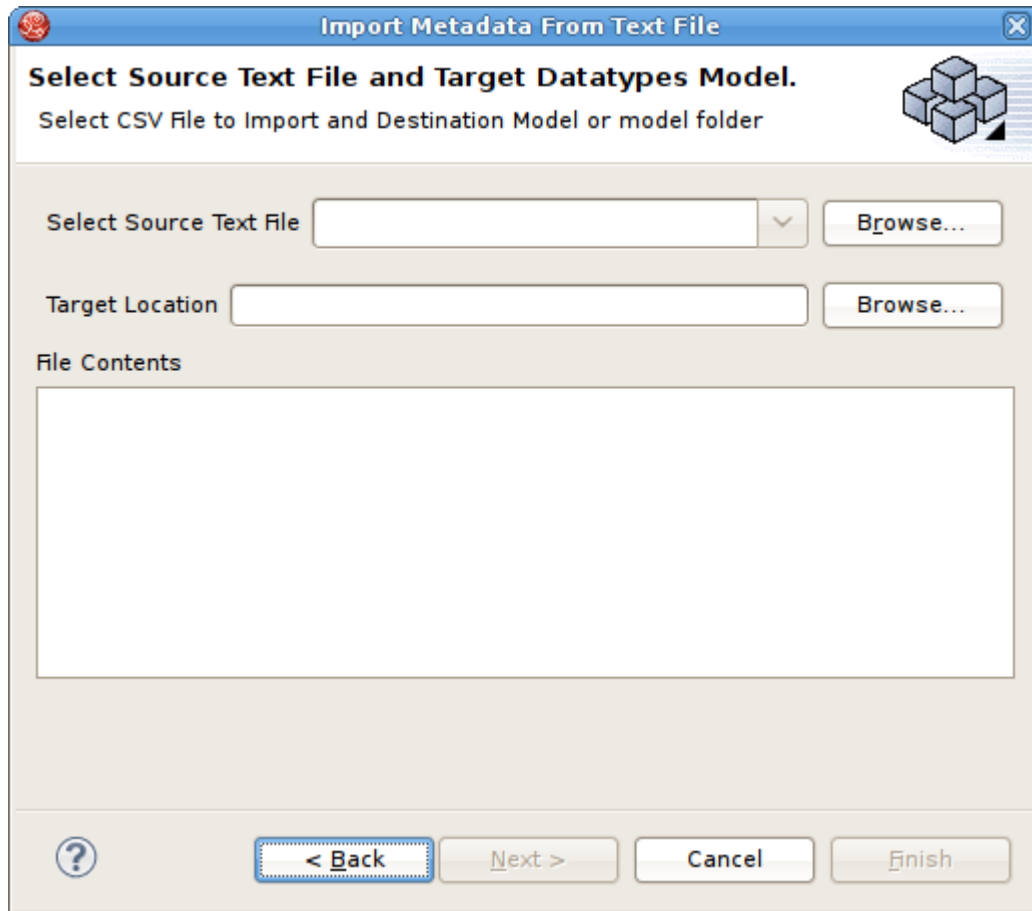 Import Metadata From Text File
Select Source Text File and Target Datatypes Model.
Select CSV File to Import and Destination Model or model folder
Select Source Text File
Browse...
Target Location
Browse...
File Contents
?
< Back
Next >
Cancel
Finish